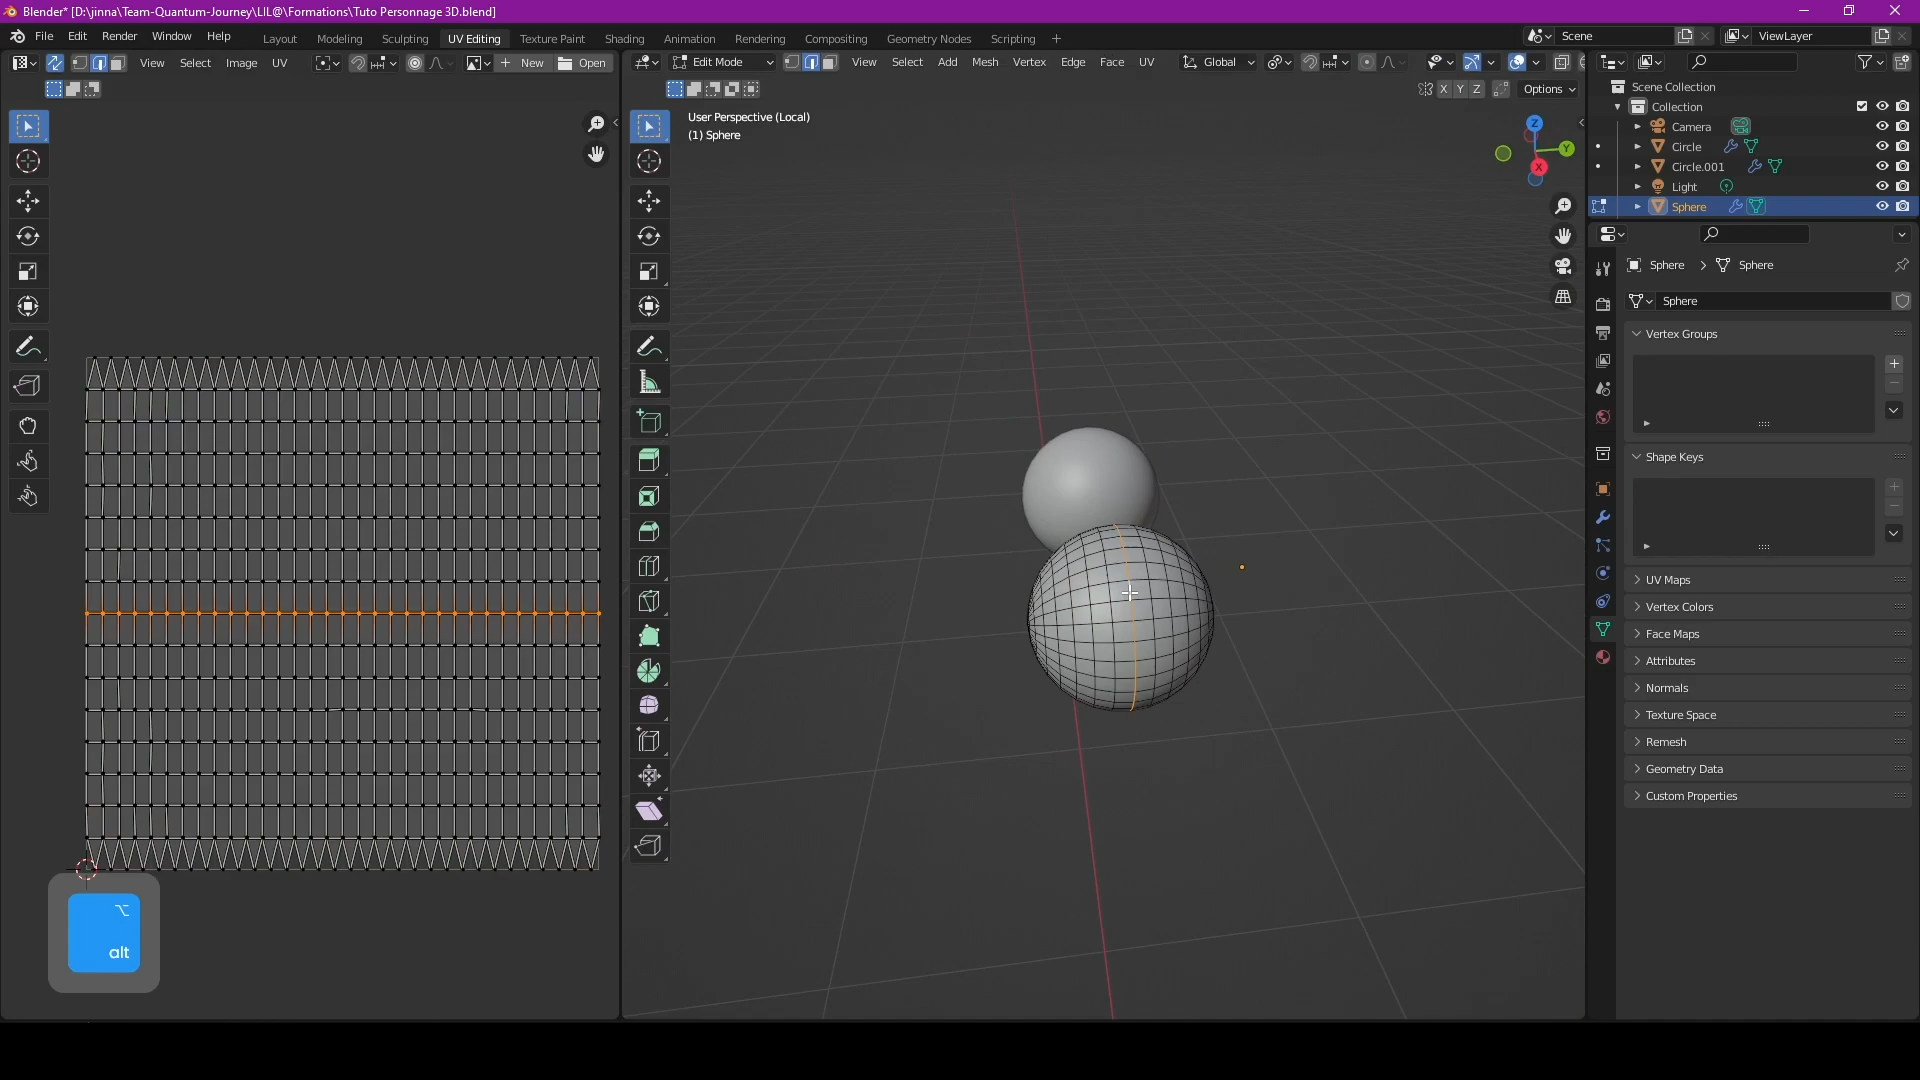 Blender* [D:\jinna\Team-Quantum-Journey\LIL@\Formations\Tuto Personnage 3D.blend]
File Edit Render Window Help Layout Modeling Sculpting UV Editing Texture Paint Shading Animation Rendering Compositing Geometry Nodes Scripting + Scene ViewLayer
View Select Image UV New Open Edit Mode View Select Add Mesh Vertex Edge Face UV Global
X Y Z Options
User Perspective (Local)
(1) Sphere
Z
Y
X
Scene Collection
Collection
Camera
Circle
Circle.001
Light
Sphere
Sphere Sphere
Sphere
Vertex Groups
Shape Keys
UV Maps
Vertex Colors
Face Maps
Attributes
Normals
Texture Space
Remesh
Geometry Data
Custom Properties
alt